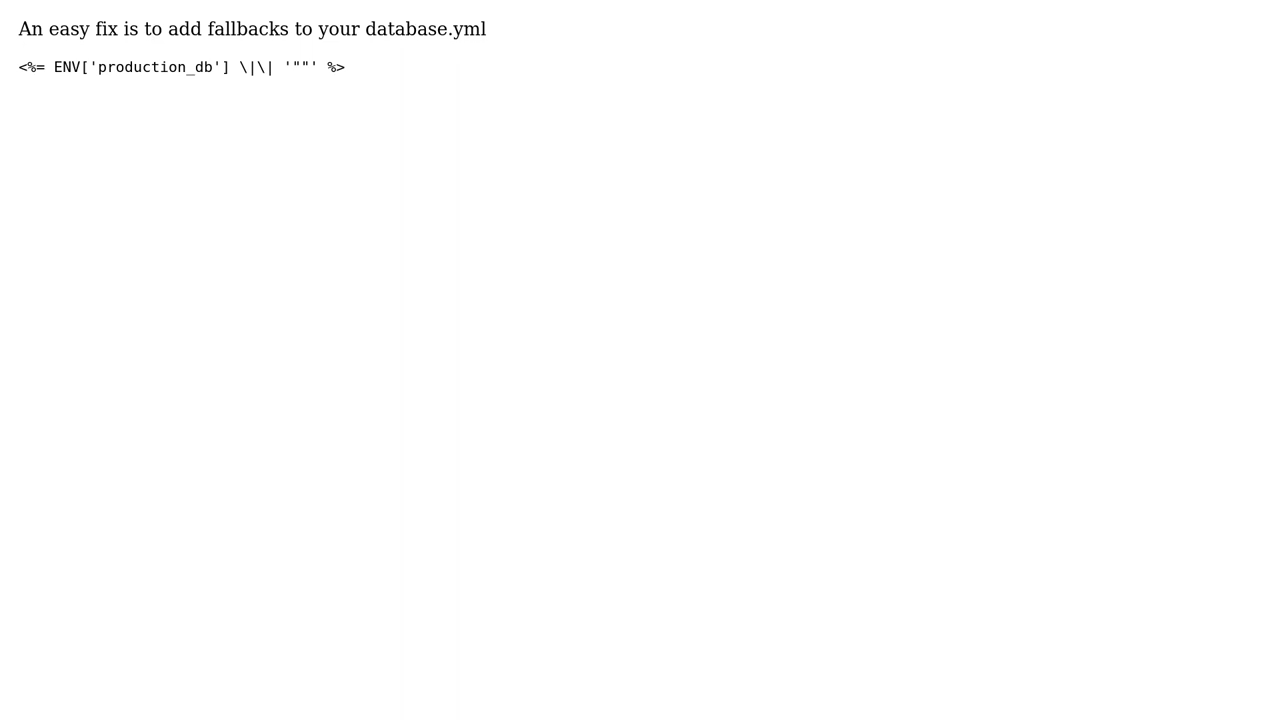 An easy fix is to add fallbacks to your database.yml
<%= ENV['production_db'] \|\| '""' %>